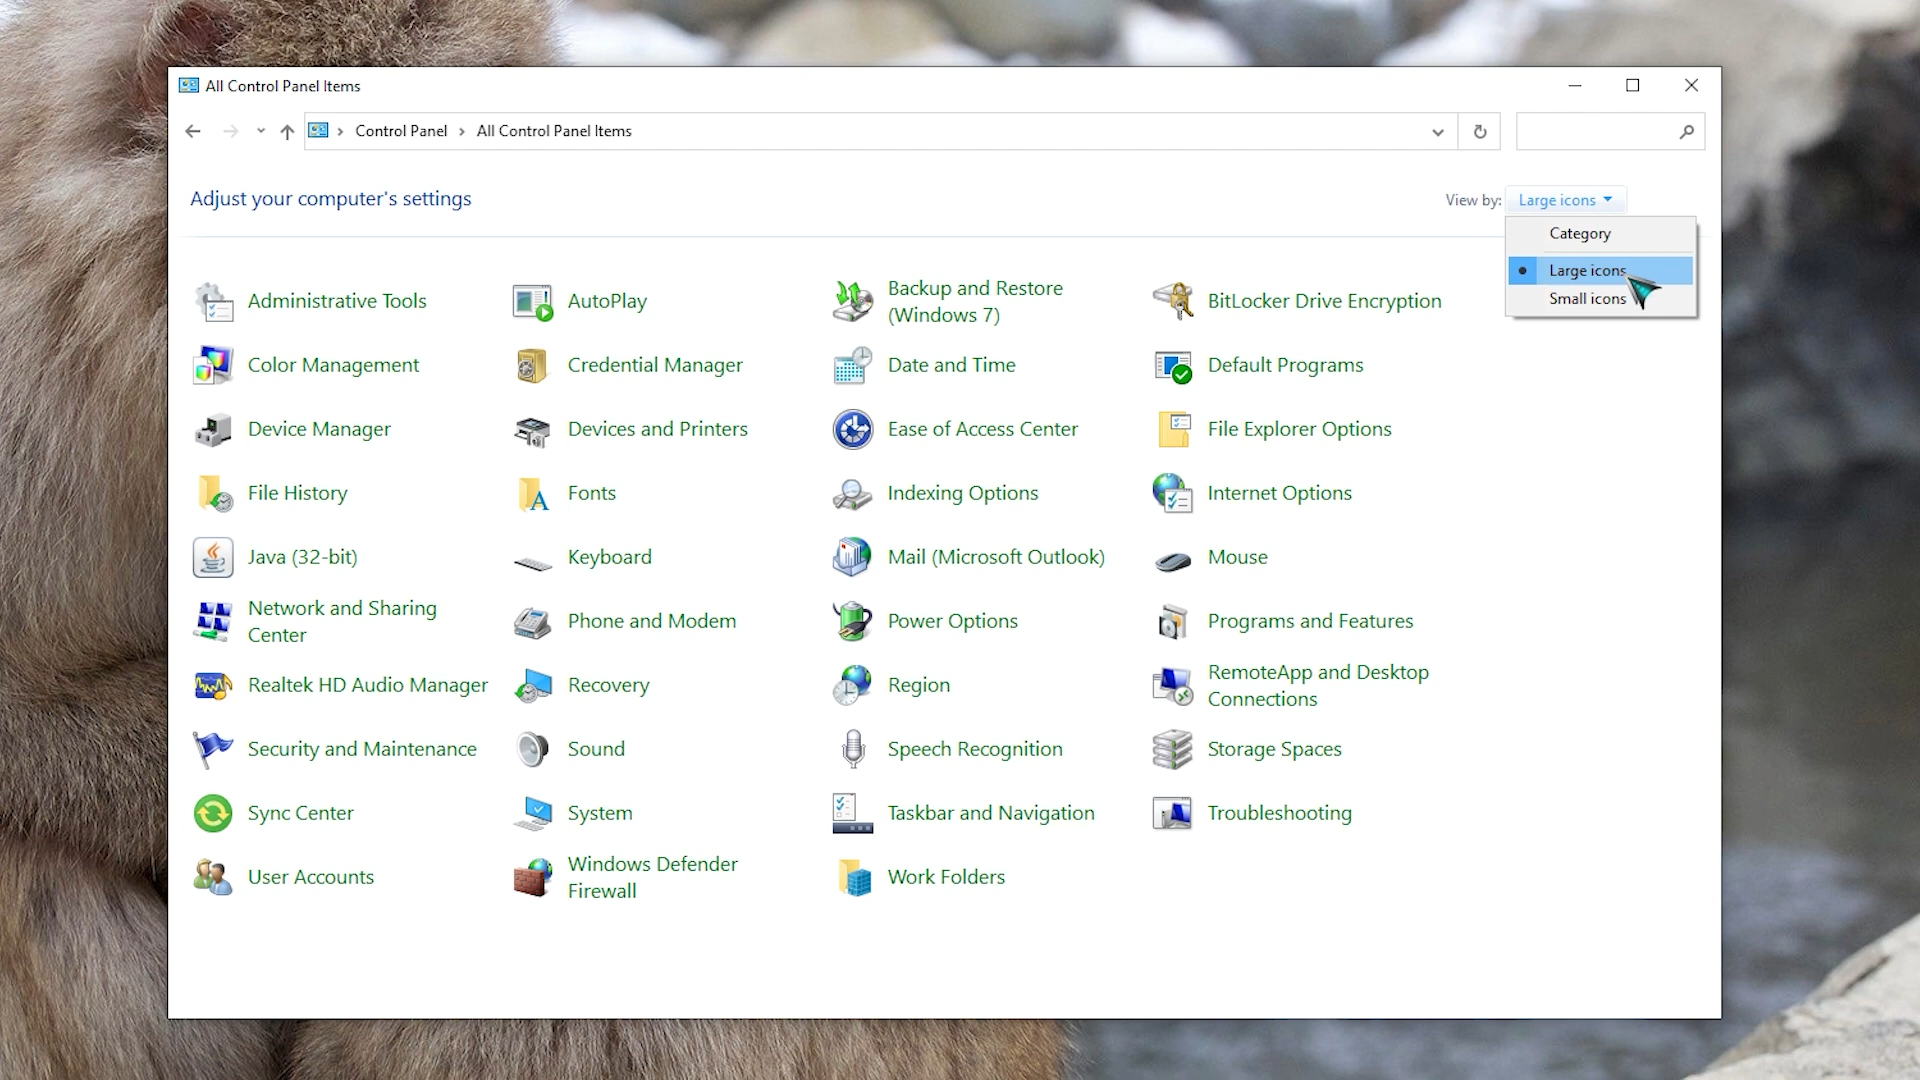 All Control Panel Items
Control Panel > All Control Panel Items
Adjust your computer's settings
View by: Large icons
Category
Large icons
Small icons
Administrative Tools
AutoPlay
Backup and Restore
(Windows 7)
BitLocker Drive Encryption
Color Management
Credential Manager
Date and Time
Default Programs
Device Manager
Devices and Printers
Ease of Access Center
File Explorer Options
File History
Fonts
Indexing Options
Internet Options
Java (32-bit)
Keyboard
Mail (Microsoft Outlook)
Mouse
Network and Sharing
Center
Phone and Modem
Power Options
Programs and Features
Realtek HD Audio Manager
Recovery
Region
RemoteApp and Desktop
Connections
Security and Maintenance
Sound
Speech Recognition
Storage Spaces
Sync Center
System
Taskbar and Navigation
Troubleshooting
User Accounts
Windows Defender
Firewall
Work Folders